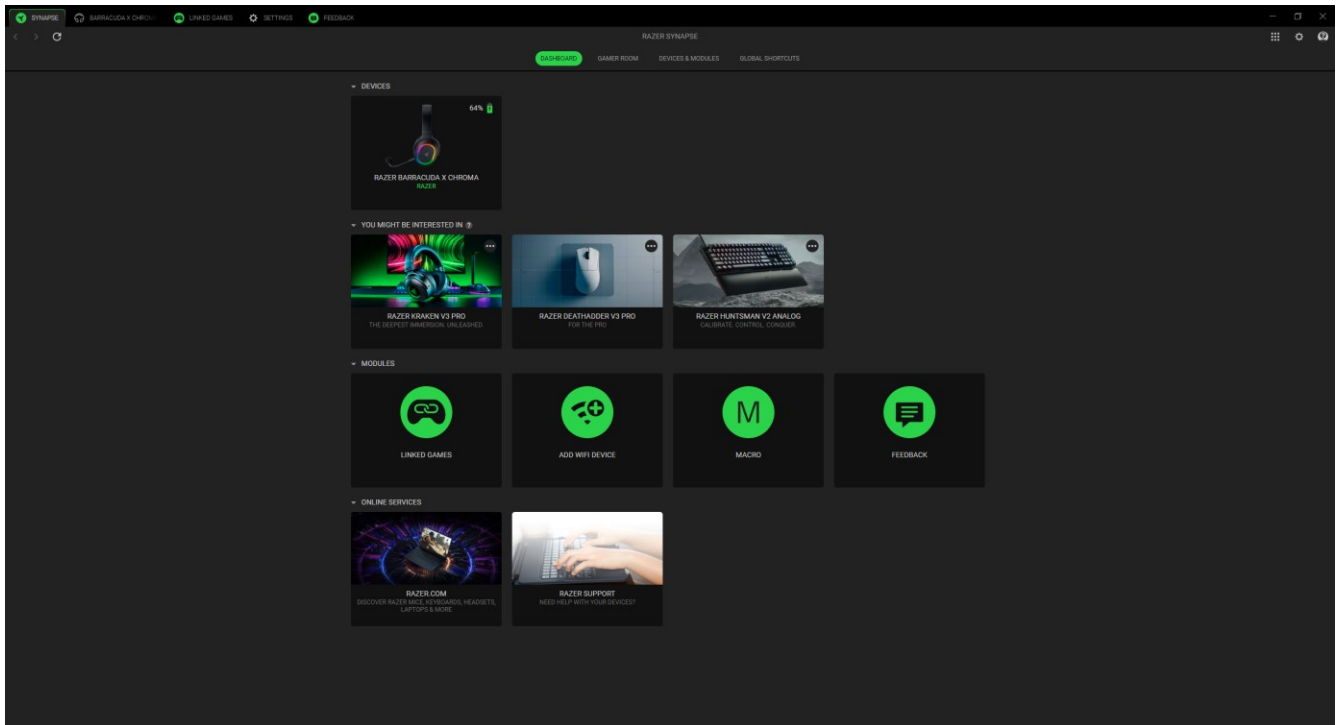 SYNAPSE
BARRACUDA X CHROM
LINKED GAMES
SETTINGS
FEEDBACK
RAZER SYNAPSE
DASHBOARD
GAMER ROOM
DEVICES & MODULES
GLOBAL SHORTCUTS
DEVICES
64%
RAZER BARRACUDA X CHROMA
RAZER
YOU MIGHT BE INTERESTED IN ?
RAZER KRAKEN V3 PRO
THE DEEPEST IMMERSION. UNLEASHED.
RAZER DEATHADDER V3 PRO
FOR THE PRO
RAZER HUNTSMAN V2 ANALOG
CALIBRATE. CONTROL. CONQUER.
MODULES
LINKED GAMES
ADD WIFI DEVICE
M
MACRO
FEEDBACK
ONLINE SERVICES
RAZER.COM
DISCOVER RAZER MICE, KEYBOARDS, HEADSETS,
LAPTOPS & MORE
RAZER SUPPORT
NEED HELP WITH YOUR DEVICES?